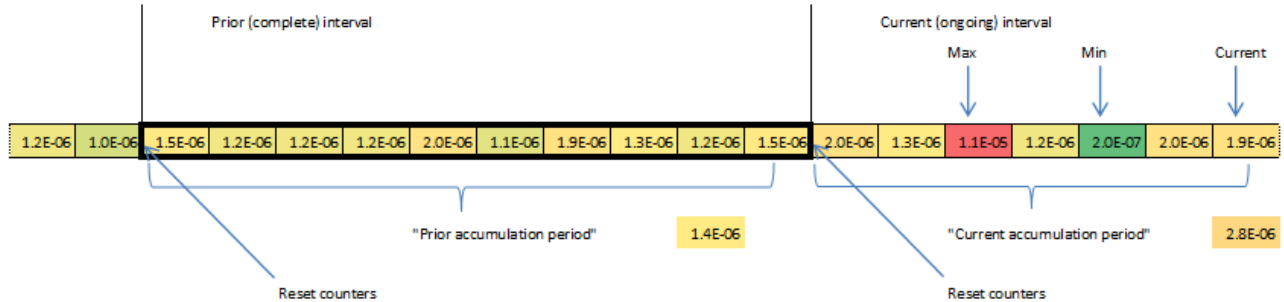 Prior (complete) interval Current (ongoing) interval
Max Min Current
1.2E-06 1.0E-06 1.5E-06 1.2E-06 1.2E-06 1.2E-06 2.0E-06 1.1E-06 1.9E-06 1.3E-06 1.2E-06 1.5E-06 2.0E-06 1.3E-06 1.1E-05 1.2E-06 2.0E-07 2.0E-06 1.9E-06
"Prior accumulation period" 1.4E-06 "Current accumulation period" 2.8E-06
Reset counters Reset counters